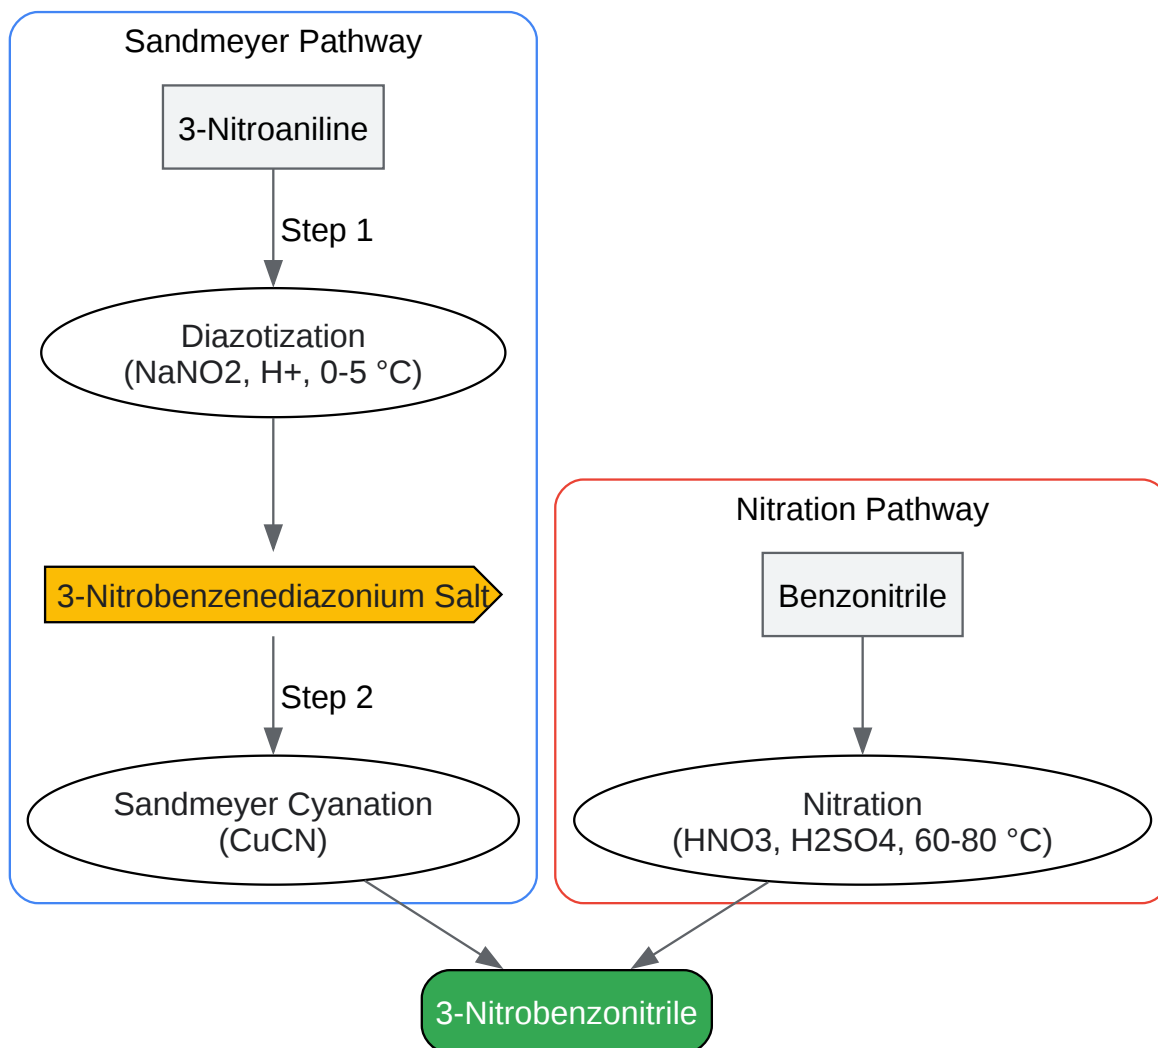 Sandmeyer Pathway
3-Nitroaniline
Step 1
Diazotization
(NaNO2, H+, 0-5 °C)
3-Nitrobenzenediazonium Salt
Step 2
Sandmeyer Cyanation
(CuCN)
Nitration Pathway
Benzonitrile
Nitration
(HNO3, H2SO4, 60-80 °C)
3-Nitrobenzonitrile